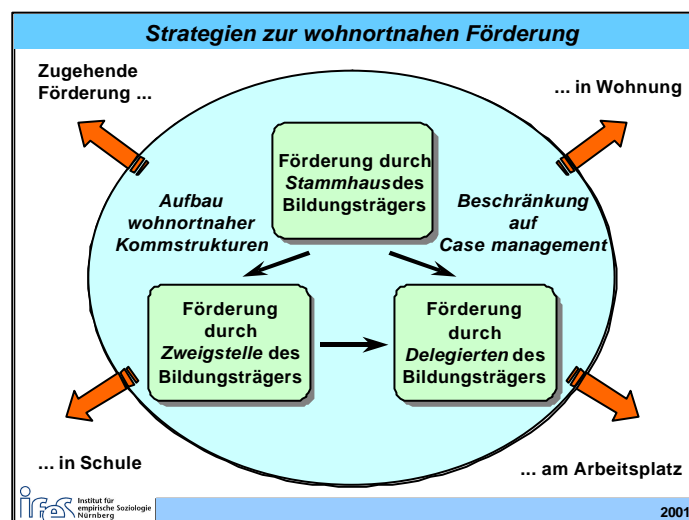 Strategien zur wohnortnahen Förderung
Zugehende
Förderung ...
... in Wohnung
Förderung durch
Stammhaus des
Bildungsträgers
Aufbau
wohnortnaher
Kommstrukturen
Beschränkung
auf
Case management
Förderung
durch
Zweigstelle des
Bildungsträgers
Förderung
durch
Delegierten des
Bildungsträgers
... in Schule
... am Arbeitsplatz
ifes
Institut für
empirische Soziologie
Nürnberg
2001